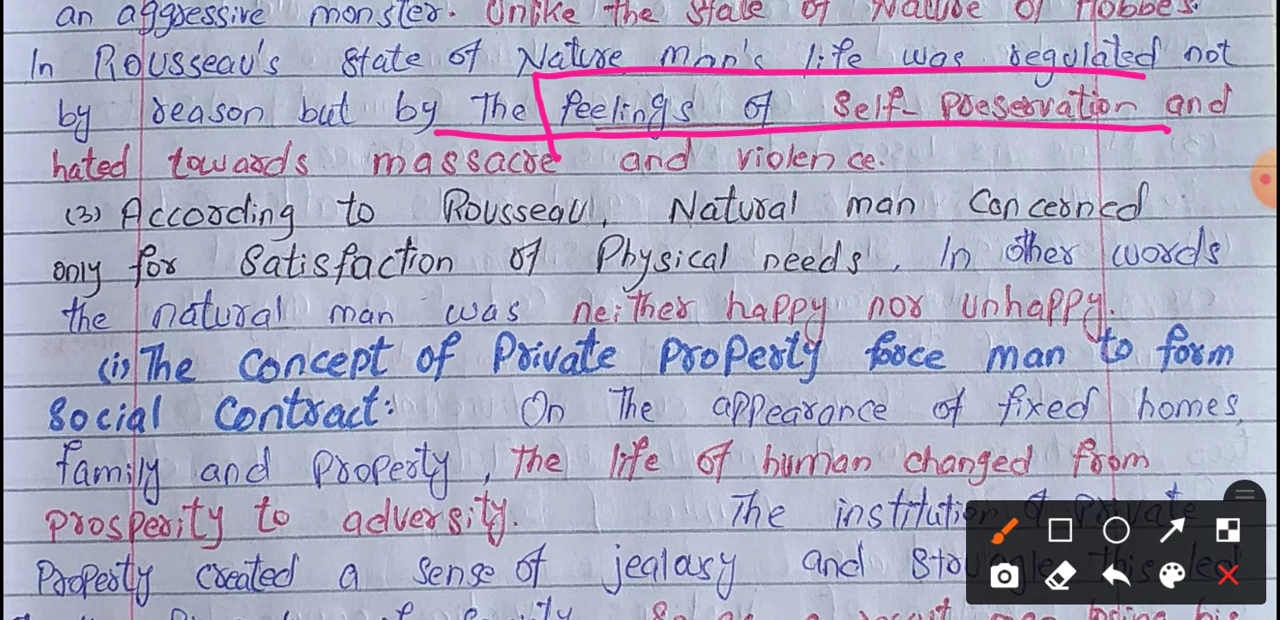 an aggressive monster. Unlike the State of Nature of Hobbes.
In Rousseau's State of Nature man's life was regulated not
by reason but by the feelings of Self-Preservation and
hated towards massacre and violence.
(3) According to Rousseau, Natural man Concerned
only for Satisfaction of Physical needs. In other words
the natural man was neither happy nor unhappy.
(i) The Concept of Private Property force man to form
Social Contract: On the appearance of fixed homes,
family and property, the life of human changed from
prosperity to adversity. The institution of Private
Property created a sense of jealousy and